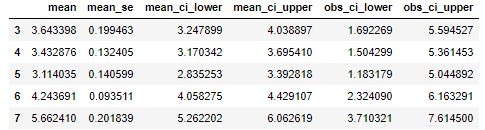 mean mean_se mean_ci_lower mean_ci_upper obs_ci_lower obs_ci_upper
3 3.643398 0.199463 3.247899 4.038897 1.692269 5.594527
4 3.432876 0.132405 3.170342 3.695410 1.504299 5.361453
5 3.114035 0.140599 2.835253 3.392818 1.183179 5.044892
6 4.243691 0.093511 4.058275 4.429107 2.324090 6.163291
7 5.662410 0.201839 5.262202 6.062619 3.710321 7.614500